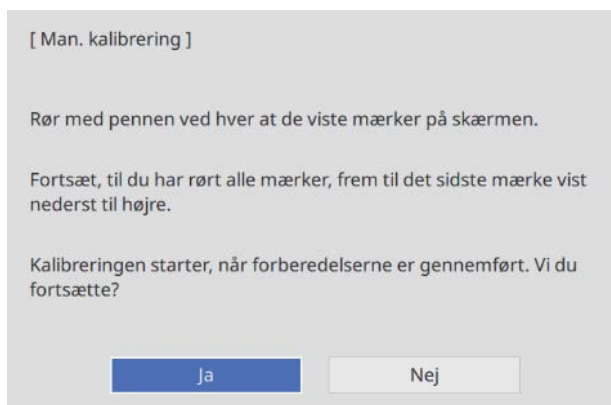 [ Man. kalibrering ]
Rør med pennen ved hver at de viste mærker på skærmen.
Fortsæt, til du har rørt alle mærker, frem til det sidste mærke vist
nederst til højre.
Kalibreringen starter, når forberedelserne er gennemført. Vi du
fortsætte?
Ja
Nej